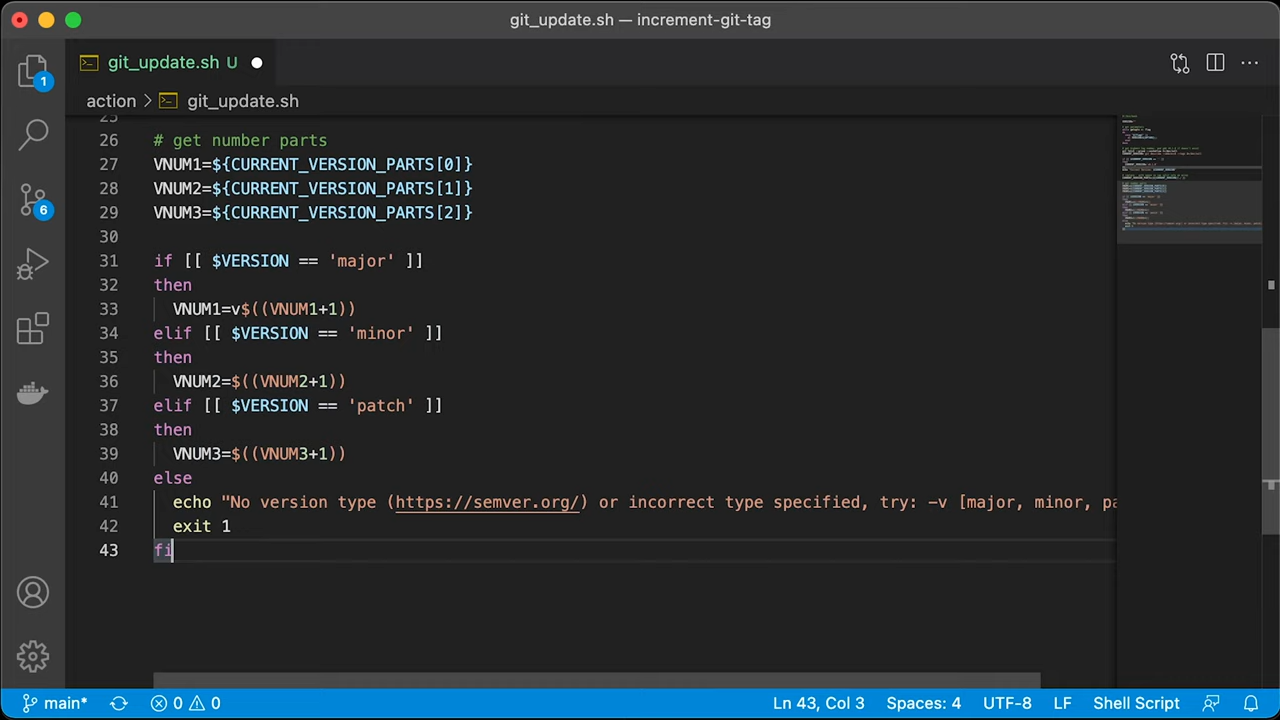 git_update.sh — increment-git-tag
git_update.sh U
1
action > git_update.sh
25
26 # get number parts
27 VNUM1=${CURRENT_VERSION_PARTS[0]}
28 VNUM2=${CURRENT_VERSION_PARTS[1]}
29 VNUM3=${CURRENT_VERSION_PARTS[2]}
30
31 if [[ $VERSION == 'major' ]]
32 then
33 VNUM1=v$((VNUM1+1))
34 elif [[ $VERSION == 'minor' ]]
35 then
36 VNUM2=$((VNUM2+1))
37 elif [[ $VERSION == 'patch' ]]
38 then
39 VNUM3=$((VNUM3+1))
40 else
41 echo "No version type (https://semver.org/) or incorrect type specified, try: -v [major, minor, pa
42 exit 1
43 fi
6
main* 0 0 Ln 43, Col 3 Spaces: 4 UTF-8 LF Shell Script